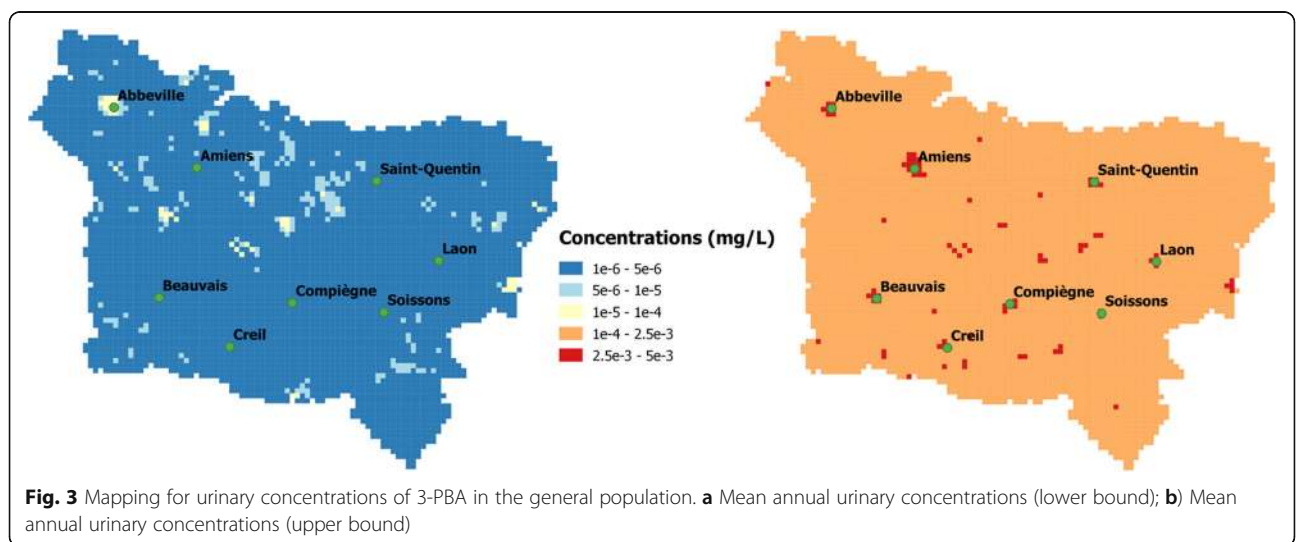 Abbeville
Amiens
Saint-Quentin
Laon
Beauvais
Compiègne
Soissons
Creil
Concentrations (mg/L)
1e-6 - 5e-6
5e-6 - 1e-5
1e-5 - 1e-4
1e-4 - 2.5e-3
2.5e-3 - 5e-3
Abbeville
Amiens
Saint-Quentin
Laon
Beauvais
Compiègne
Soissons
Creil
Fig. 3 Mapping for urinary concentrations of 3-PBA in the general population. a Mean annual urinary concentrations (lower bound); b) Mean
annual urinary concentrations (upper bound)